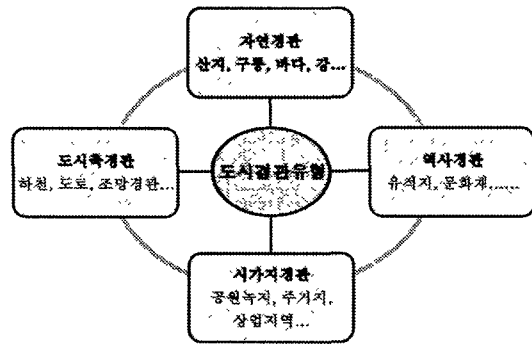 자연경관
산지, 구릉, 바다, 강...
도시축경관
하천, 도로, 조망경관...
도시경관유형
역사경관
유적지, 문화재,......
시가지경관
공원녹지, 주거지,
상업지역...